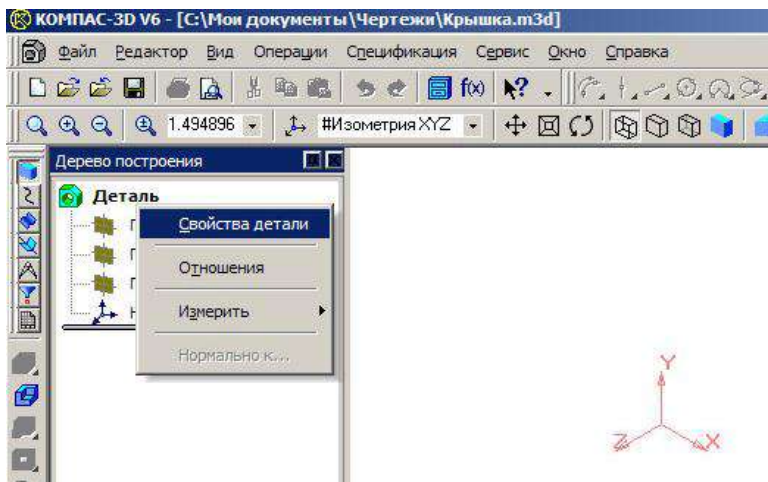 КОМПАС-3D V6 - [C:\Мои документы\Чертежи\Крышка.m3d]
Файл Редактор Вид Операции Спецификация Сервис Окно Справка
f(x)
1.494896 #Изометрия XYZ
Дерево построения
Деталь
Свойства детали
Отношения
Измерить
Нормально к...
Y
Z X